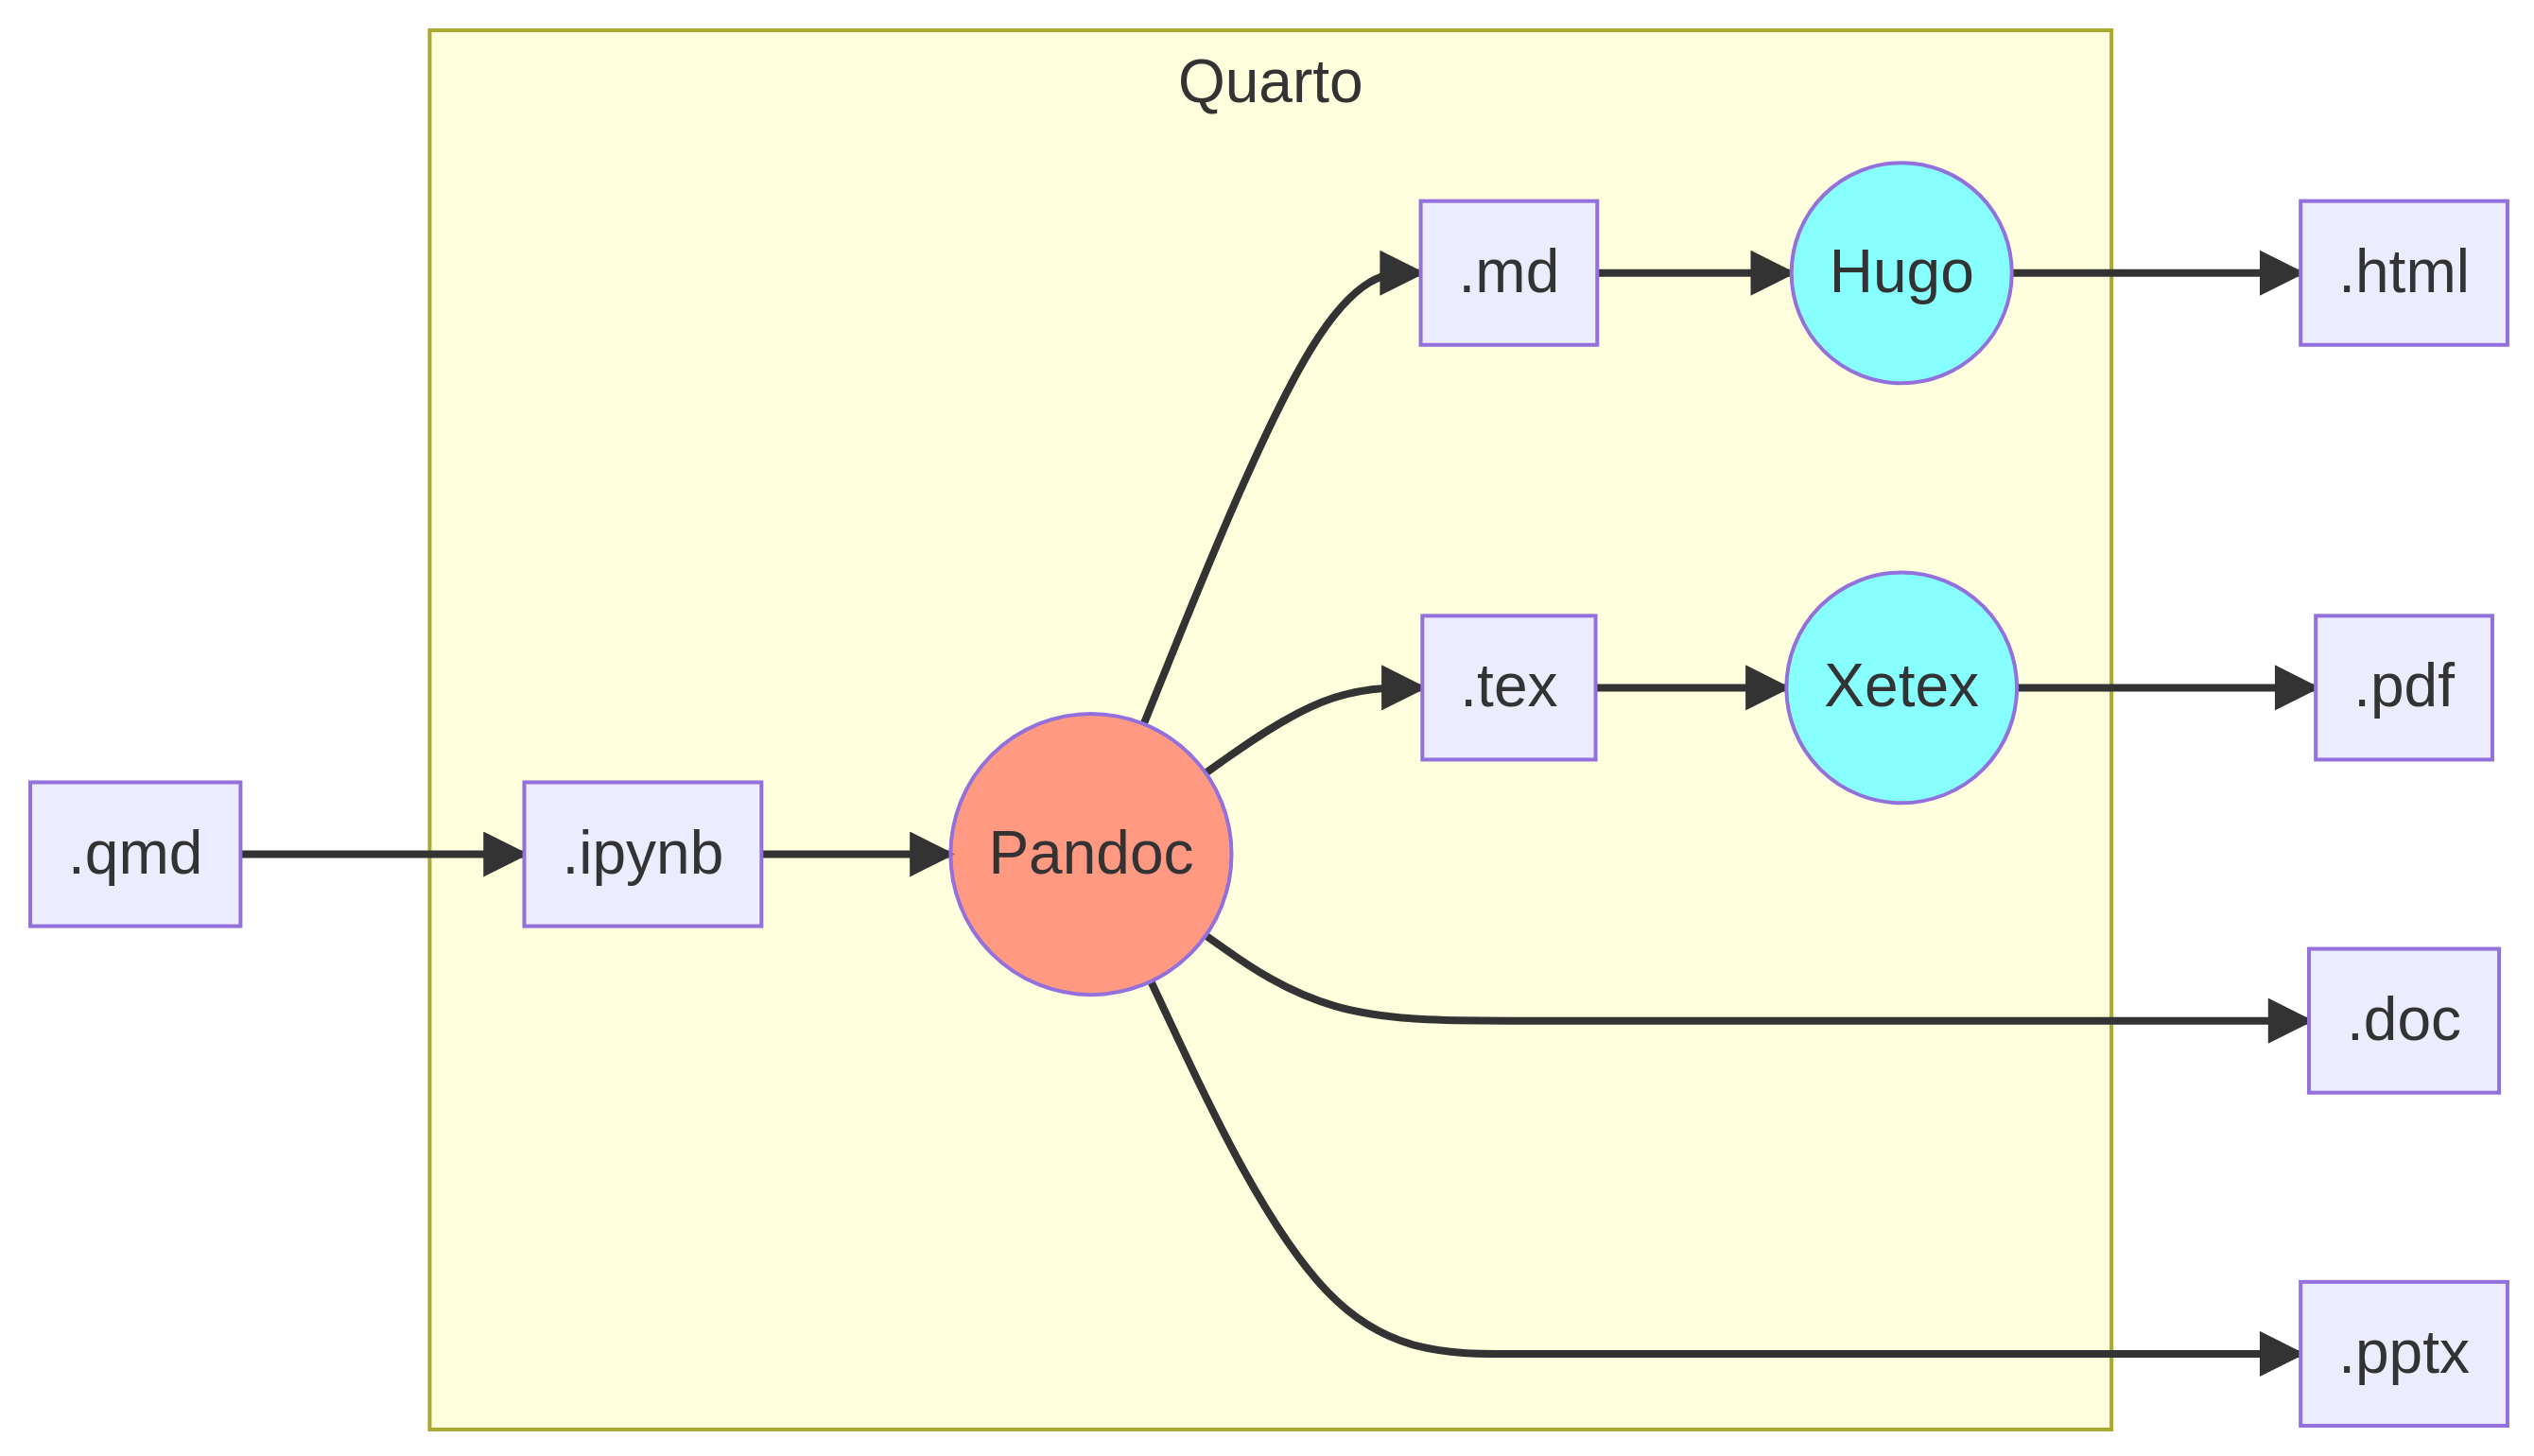 Quarto
.md
Hugo
.html
.tex
Xetex
.pdf
.qmd
.ipynb
Pandoc
.doc
.pptx